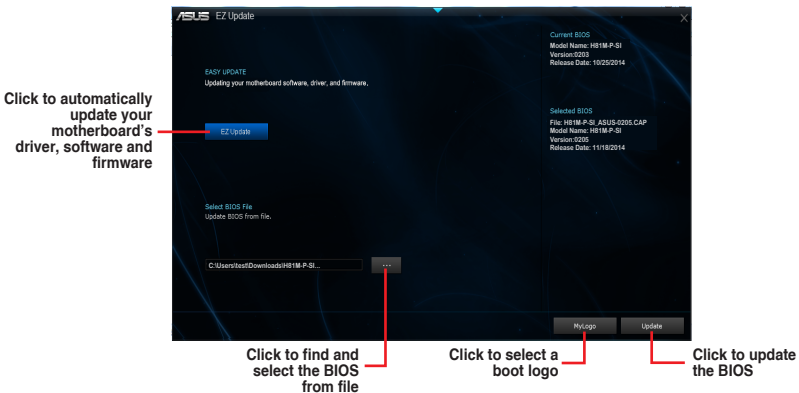 ASUS EZ Update
EASY UPDATE
Updating your motherboard software, driver, and firmware.
EZ Update
Select BIOS File
Update BIOS from file.
C:\Users\test\Downloads\H81M-P-SI...
...
Current BIOS
Model Name: H81M-P-SI
Version:0203
Release Date: 10/25/2014
Selected BIOS
File: H81M-P-SI_ASUS-0205.CAP
Model Name: H81M-P-SI
Version:0205
Release Date: 11/18/2014
MyLogo
Update
Click to automatically
update your
motherboard's
driver, software and
firmware
Click to find and
select the BIOS
from file
Click to select a
boot logo
Click to update
the BIOS